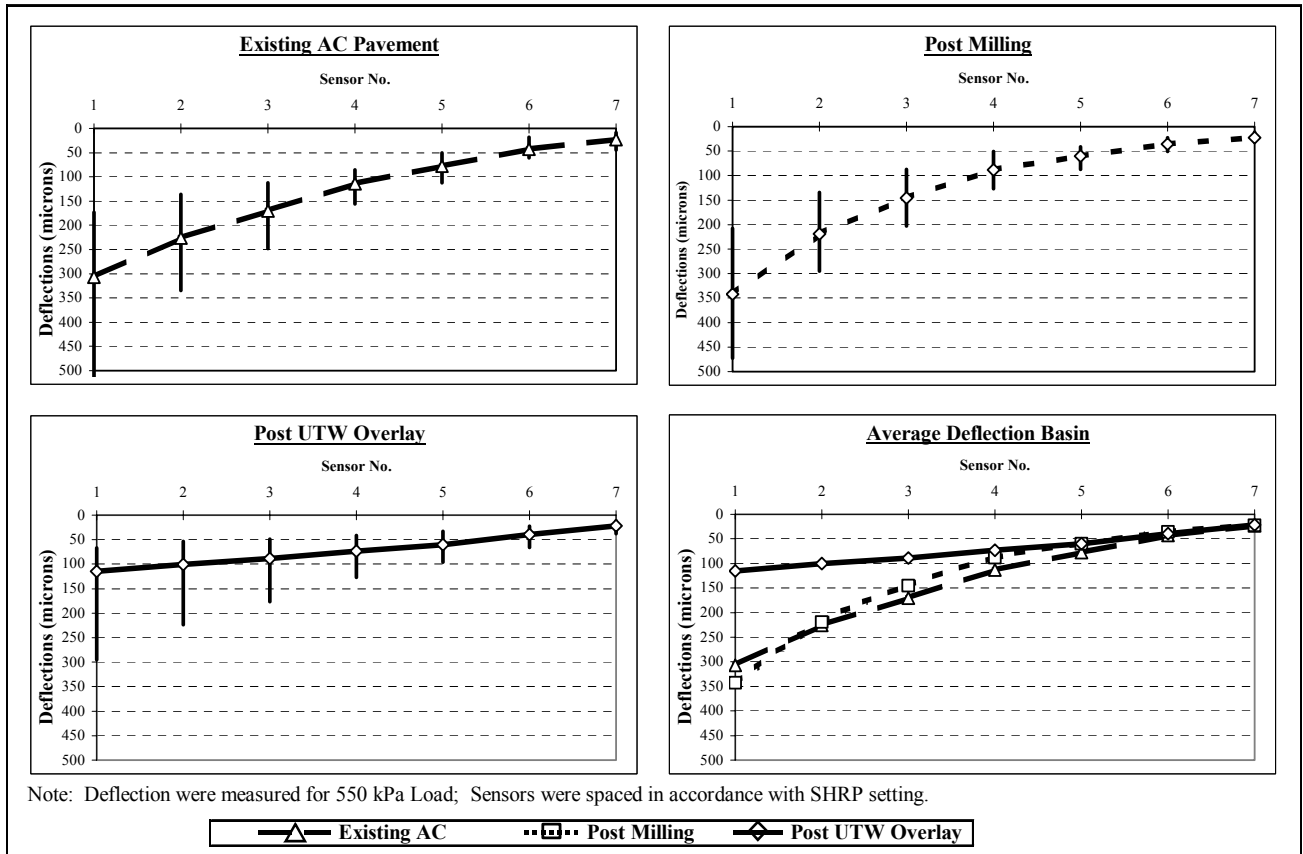 Existing AC Pavement
Sensor No.
1 2 3 4 5 6 7
Deflections (microns)
0
50
100
150
200
250
300
350
400
450
500
Post Milling
Sensor No.
1 2 3 4 5 6 7
Deflections (microns)
0
50
100
150
200
250
300
350
400
450
500
Post UTW Overlay
Sensor No.
1 2 3 4 5 6 7
Deflections (microns)
0
50
100
150
200
250
300
350
400
450
500
Average Deflection Basin
Sensor No.
1 2 3 4 5 6 7
Deflections (microns)
0
50
100
150
200
250
300
350
400
450
500
Note: Deflection were measured for 550 kPa Load; Sensors were spaced in accordance with SHRP setting.
Existing AC Post Milling Post UTW Overlay